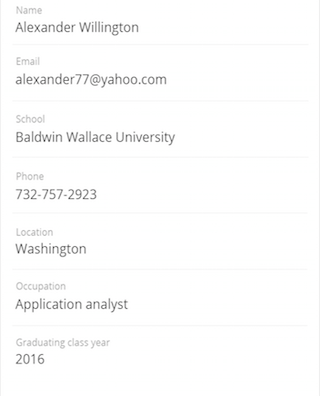 Name
Alexander Willington
Email
alexander77@yahoo.com
School
Baldwin Wallace University
Phone
732-757-2923
Location
Washington
Occupation
Application analyst
Graduating class year
2016